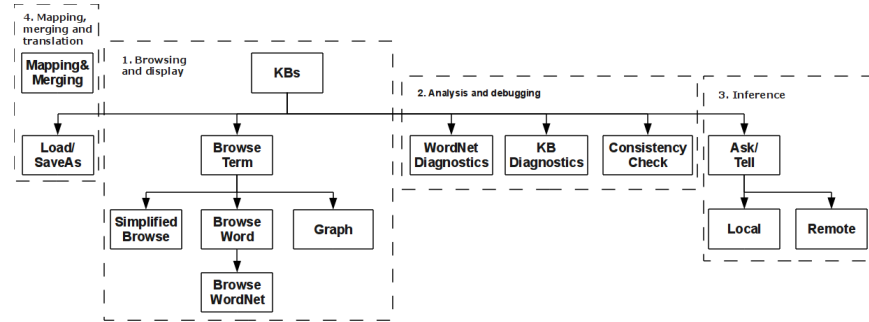 4. Mapping,
merging and
translation
Mapping&
Merging
Load/
SaveAs
1. Browsing
and display
KBs
Browse
Term
Simplified
Browse
Browse
Word
Graph
Browse
WordNet
2. Analysis and debugging
WordNet
Diagnostics
KB
Diagnostics
Consistency
Check
3. Inference
Ask/
Tell
Local
Remote